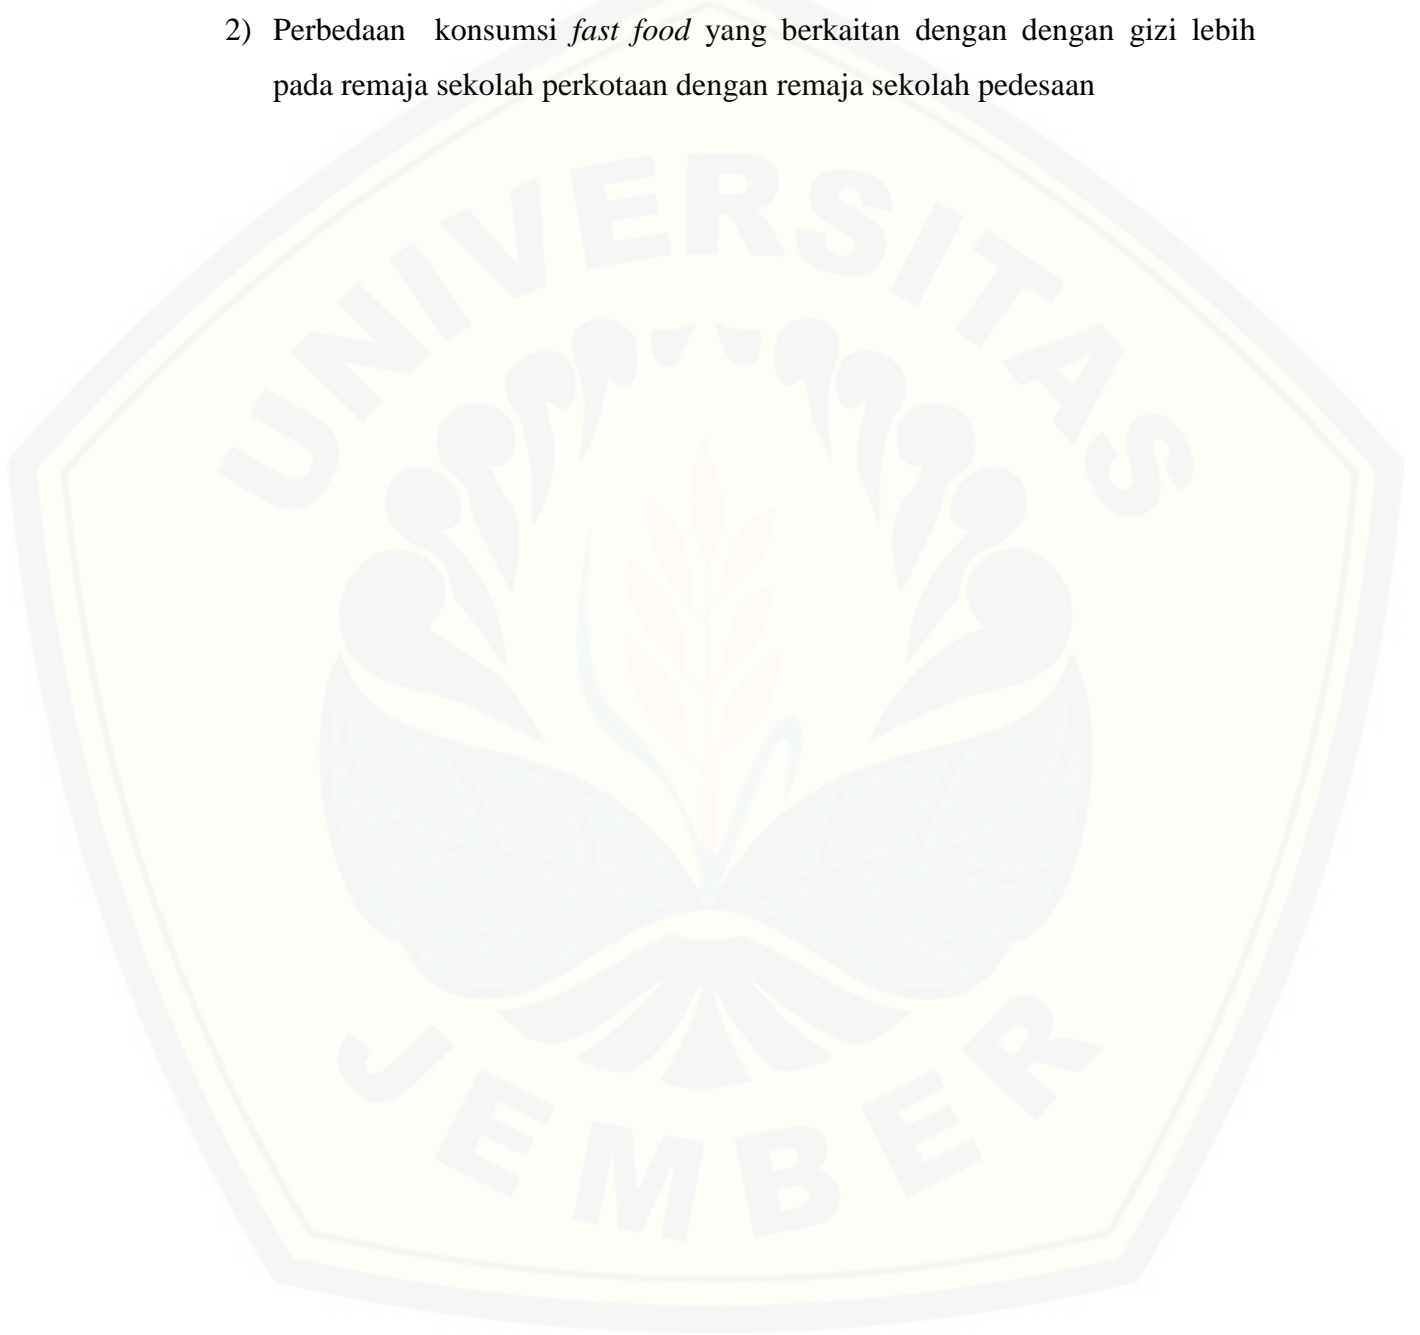 2) Perbedaan konsumsi fast food yang berkaitan dengan dengan gizi lebih
pada remaja sekolah perkotaan dengan remaja sekolah pedesaan
UNIVERSITAS
JEMBER